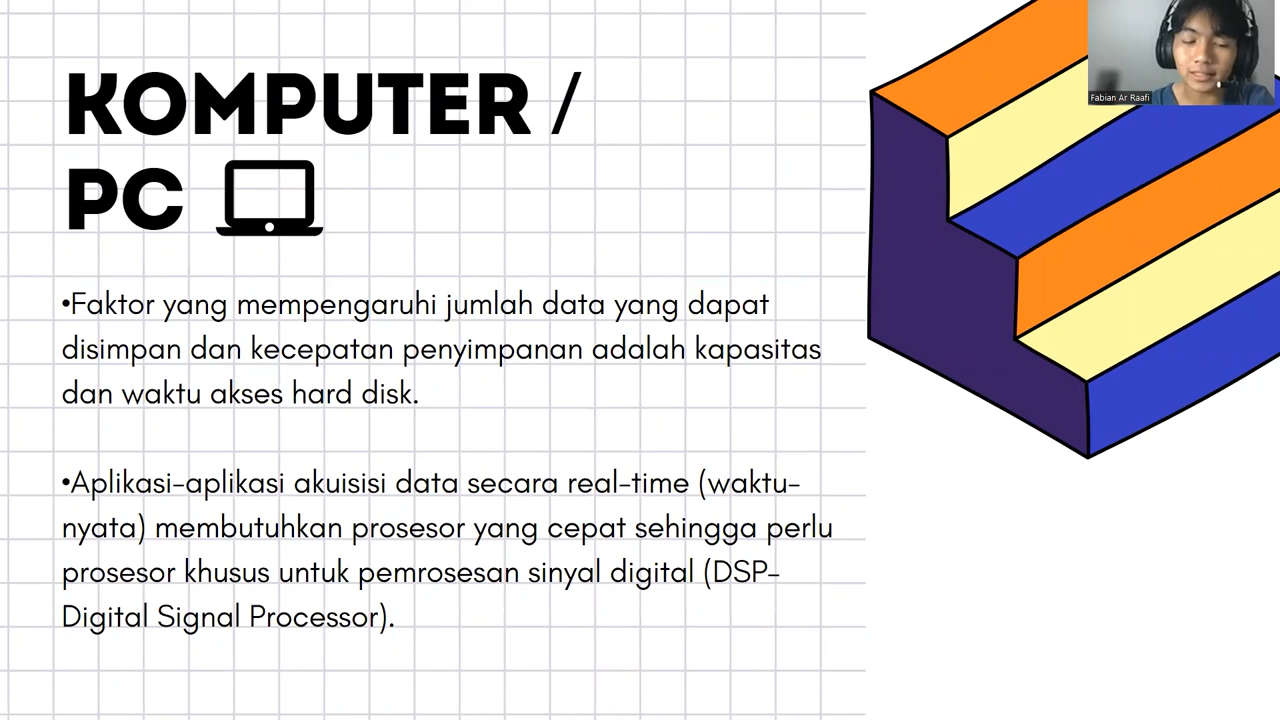 KOMPUTER /
PC
•Faktor yang mempengaruhi jumlah data yang dapat
disimpan dan kecepatan penyimpanan adalah kapasitas
dan waktu akses hard disk.
•Aplikasi-aplikasi akuisisi data secara real-time (waktu-
nyata) membutuhkan prosesor yang cepat sehingga perlu
prosesor khusus untuk pemrosesan sinyal digital (DSP-
Digital Signal Processor).
Fabian Ar Raafi